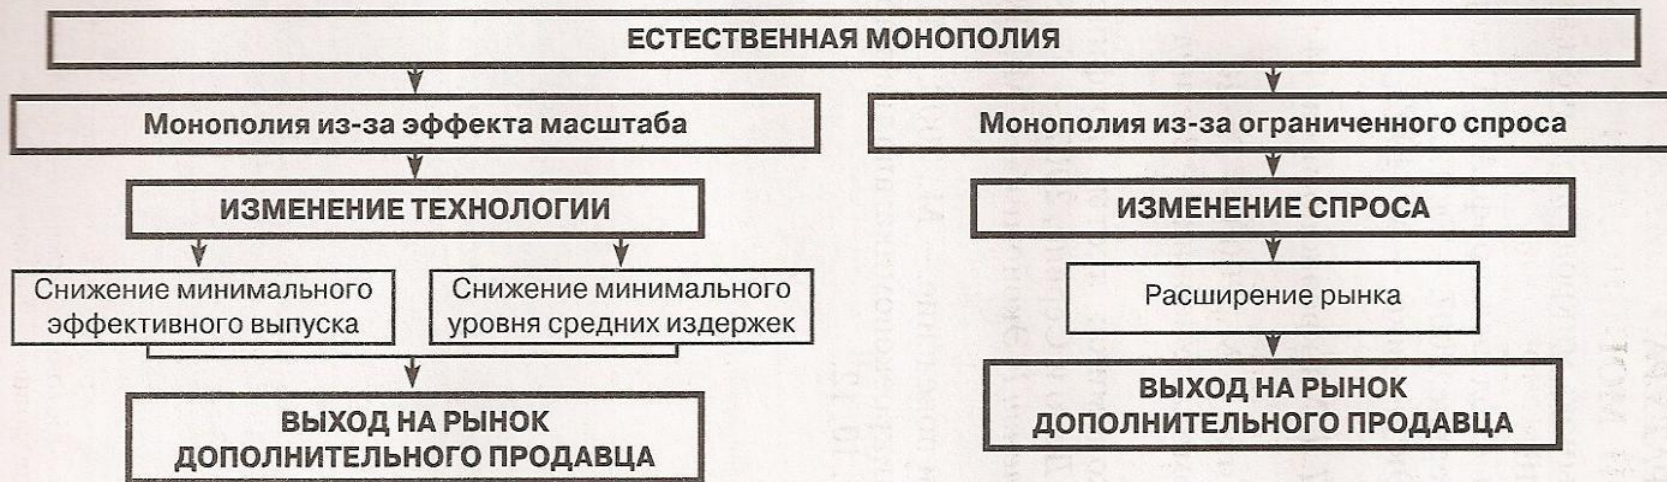 ЕСТЕСТВЕННАЯ МОНОПОЛИЯ
Монополия из-за эффекта масштаба
Монополия из-за ограниченного спроса
ИЗМЕНЕНИЕ ТЕХНОЛОГИИ
ИЗМЕНЕНИЕ СПРОСА
Снижение минимального
эффективного выпуска
Снижение минимального
уровня средних издержек
Расширение рынка
ВЫХОД НА РЫНОК
ДОПОЛНИТЕЛЬНОГО ПРОДАВЦА
ВЫХОД НА РЫНОК
ДОПОЛНИТЕЛЬНОГО ПРОДАВЦА